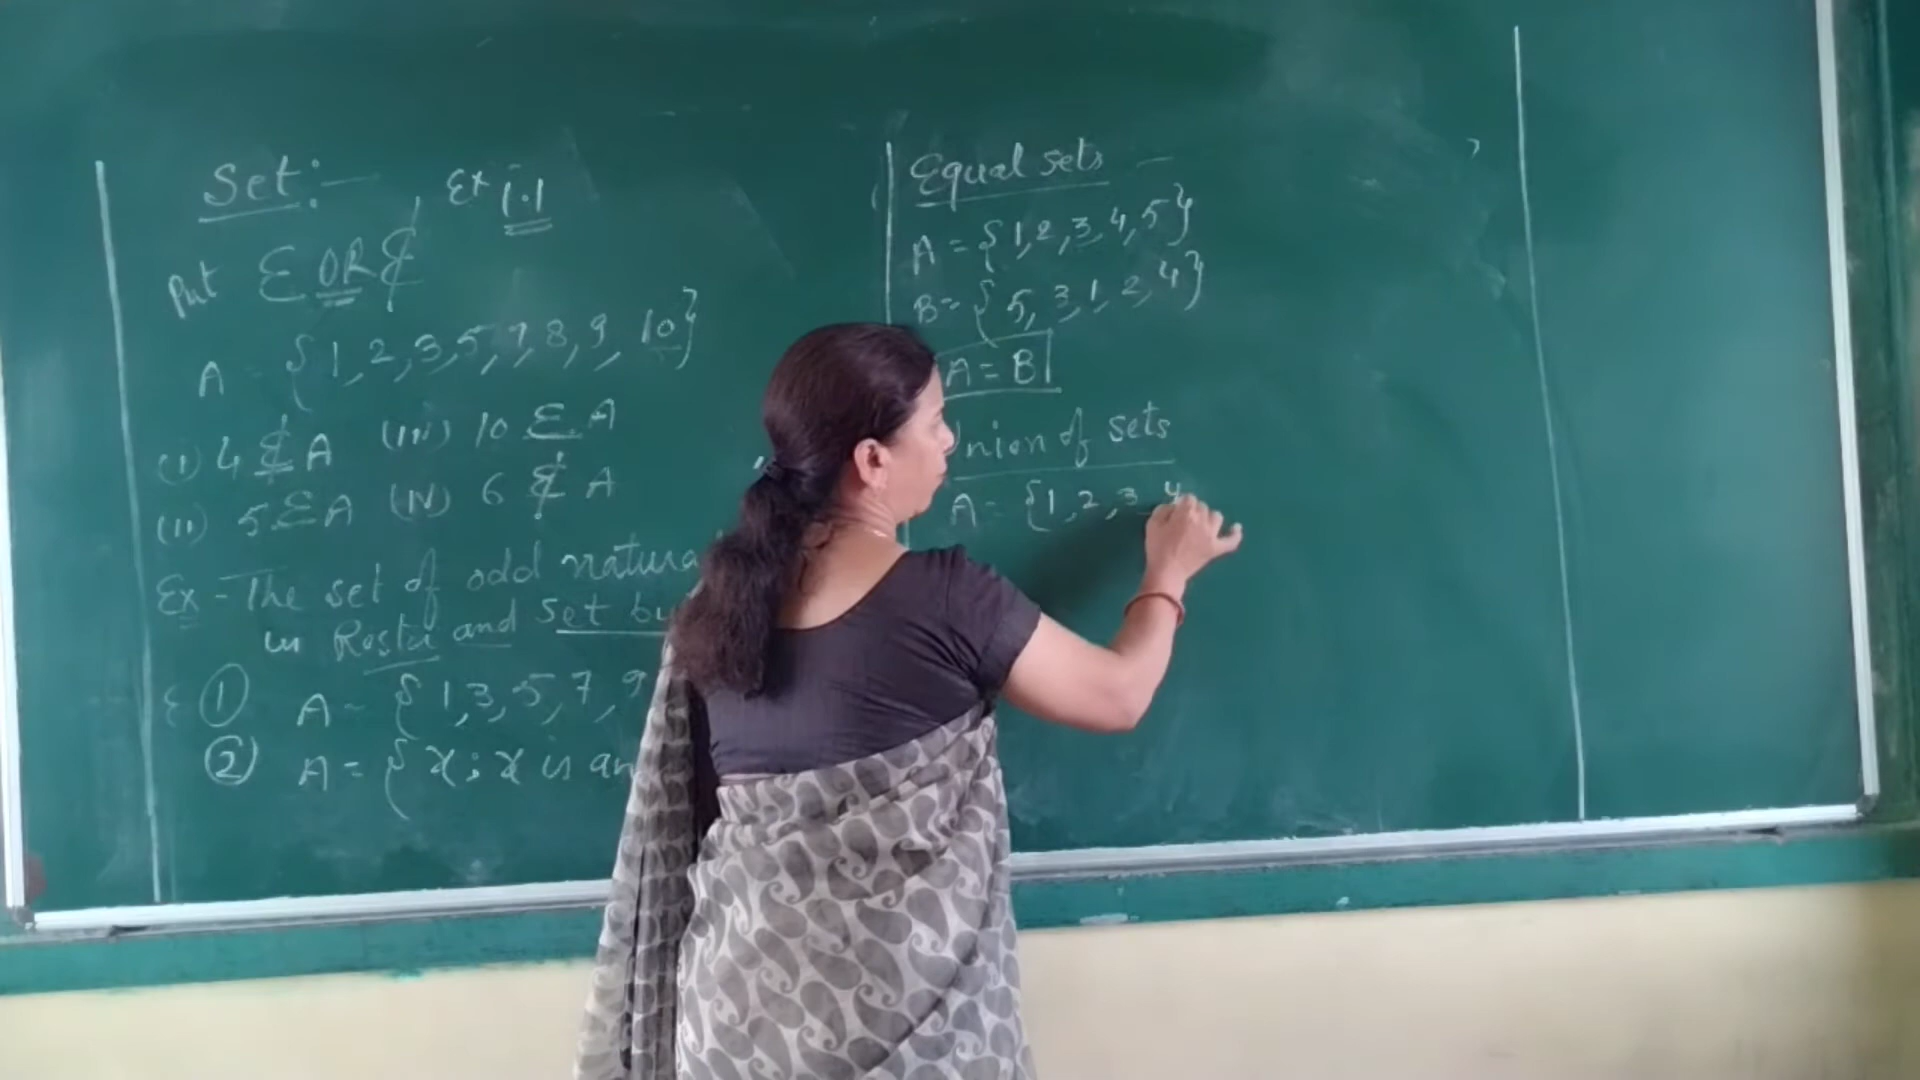 Set:- Ex 1.1
Put ∈ OR ∉
A = {1,2,3,5,7,8,9,10}
(i) 4 ∉ A (iii) 10 ∈ A
(ii) 5 ∈ A (iv) 6 ∉ A
Ex - The set of odd natura
in Roster and set bu
① A = {1,3,5,7,9
② A = {x; x is an
Equal sets -
A = {1,2,3,4,5}
B = {5,3,1,2,4}
A = B
nion of sets
A = {1,2,3,4